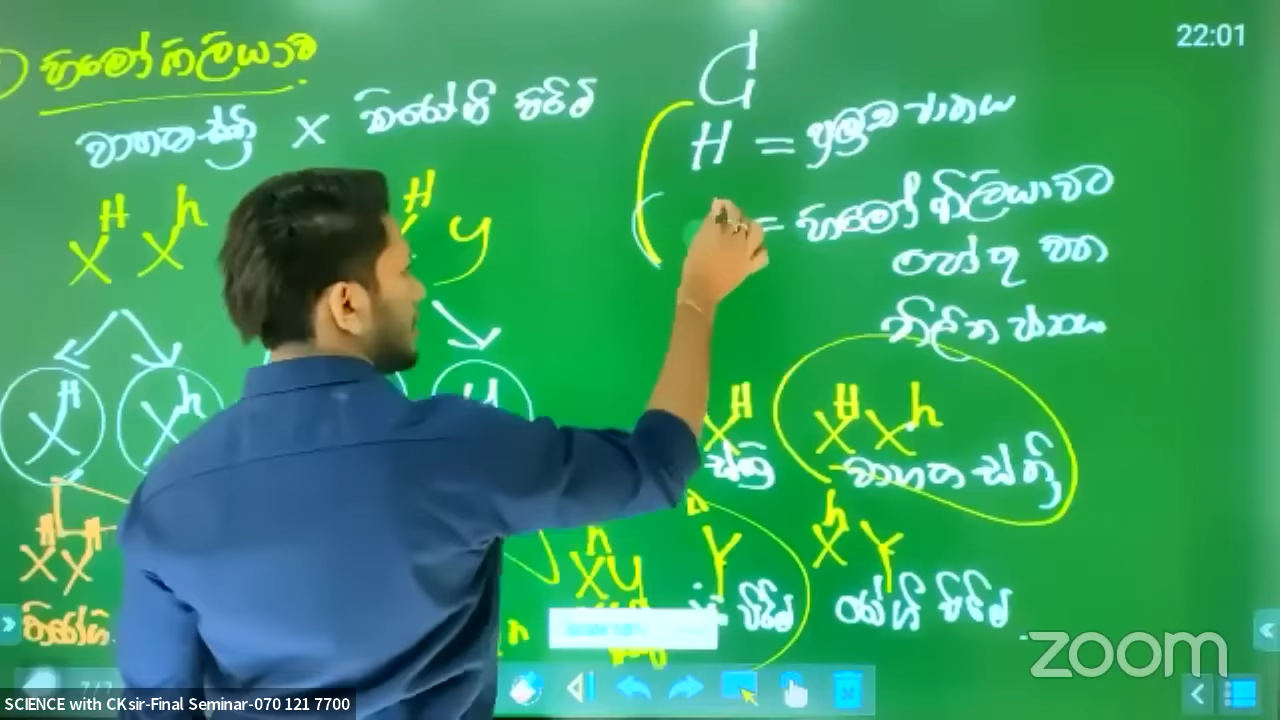 හිමෝෆිලියාව
වාහක ස්ත්‍රී X නිරෝගී පිරිමි
X^H X^h
^H y
G
H = ප්‍රමුඛ ජානය
= හිමෝෆිලියාවට
හේතු වන
නිලීන ජානය
X^H
X^h
y
X^H
ස්ත්‍රී
X^H X^h
වාහක ස්ත්‍රී
X^H X^H
නිරෝගී
X^h y
Y
පිරිමි
X^h Y
රෝගී පිරිමි
22:01
zoom
SCIENCE with CKsir-Final Seminar-070 121 7700